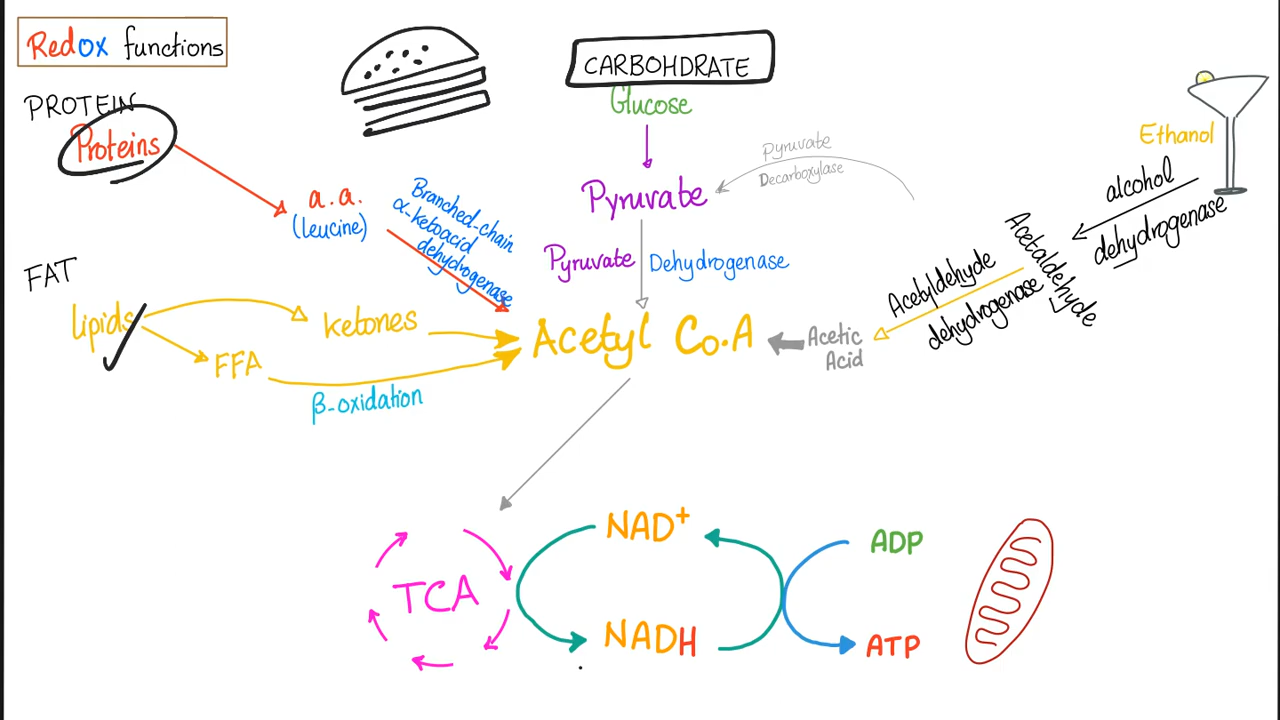 Redox functions
CARBOHDRATE
Glucose
PROTEIN
Proteins
Ethanol
Pyruvate
Decarboxylase
alcohol
dehydrogenase
a.a.
(leucine)
Branched-chain
α-ketoacid
dehydrogenase
Pyruvate
Pyruvate Dehydrogenase
Acetaldehyde
Acetyldehyde
dehydrogenase
FAT
lipids
ketones
FFA
β-oxidation
Acetyl Co.A
Acetic
Acid
NAD+
ADP
TCA
NADH
ATP